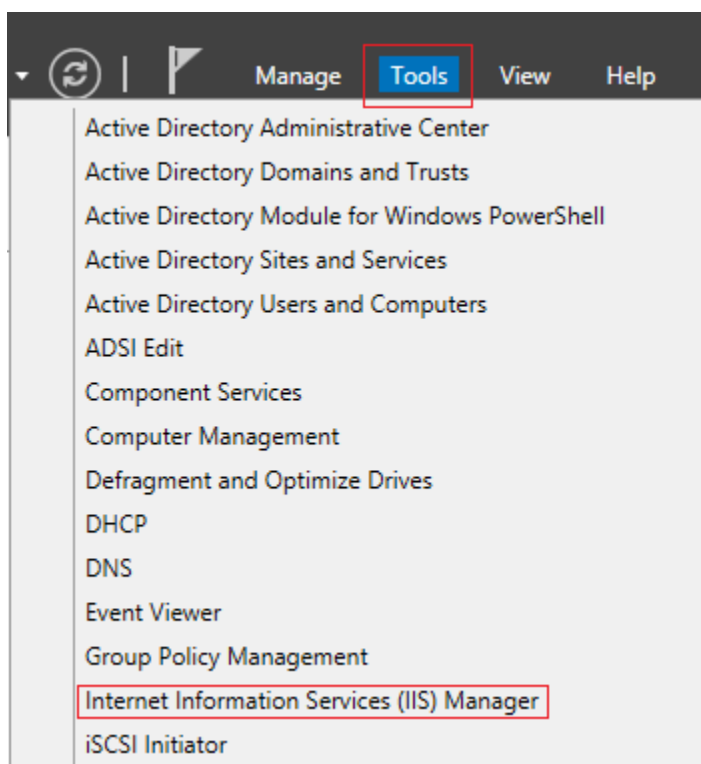 Manage Tools View Help
Active Directory Administrative Center
Active Directory Domains and Trusts
Active Directory Module for Windows PowerShell
Active Directory Sites and Services
Active Directory Users and Computers
ADSI Edit
Component Services
Computer Management
Defragment and Optimize Drives
DHCP
DNS
Event Viewer
Group Policy Management
Internet Information Services (IIS) Manager
iSCSI Initiator